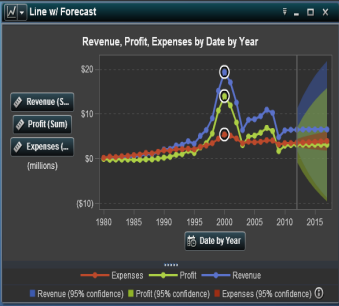 Line w/ Forecast
Revenue, Profit, Expenses by Date by Year
Revenue (S...
Profit (Sum)
Expenses (...
(millions)
$20
$10
$0
($10)
1980 1985 1990 1995 2000 2005 2010 2015
Date by Year
Expenses Profit Revenue
Revenue (95% confidence) Profit (95% confidence) Expenses (95% confidence)